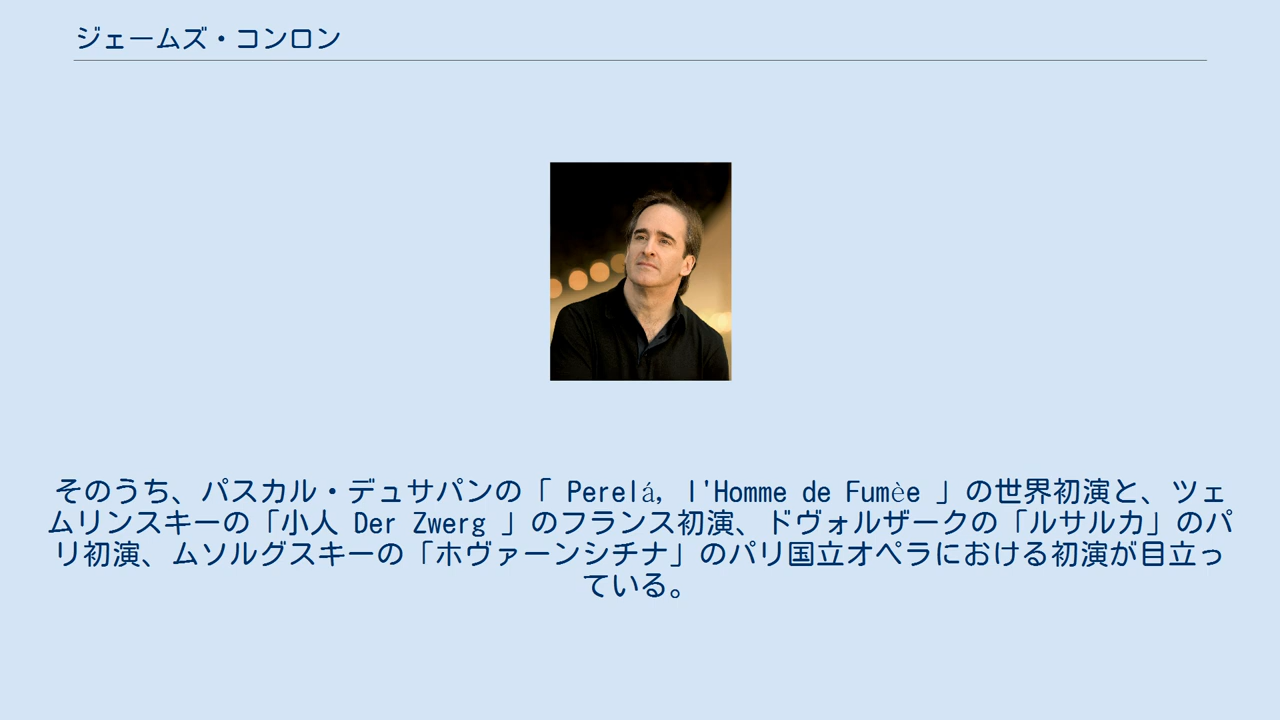 ジェームズ・コンロン
そのうち、パスカル・デュサパンの「 Perelá, l'Homme de Fumèe 」の世界初演と、ツェ
ムリンスキーの「小人 Der Zwerg 」のフランス初演、ドヴォルザークの「ルサルカ」のパ
リ初演、ムソルグスキーの「ホヴァーンシチナ」のパリ国立オペラにおける初演が目立っ
ている。